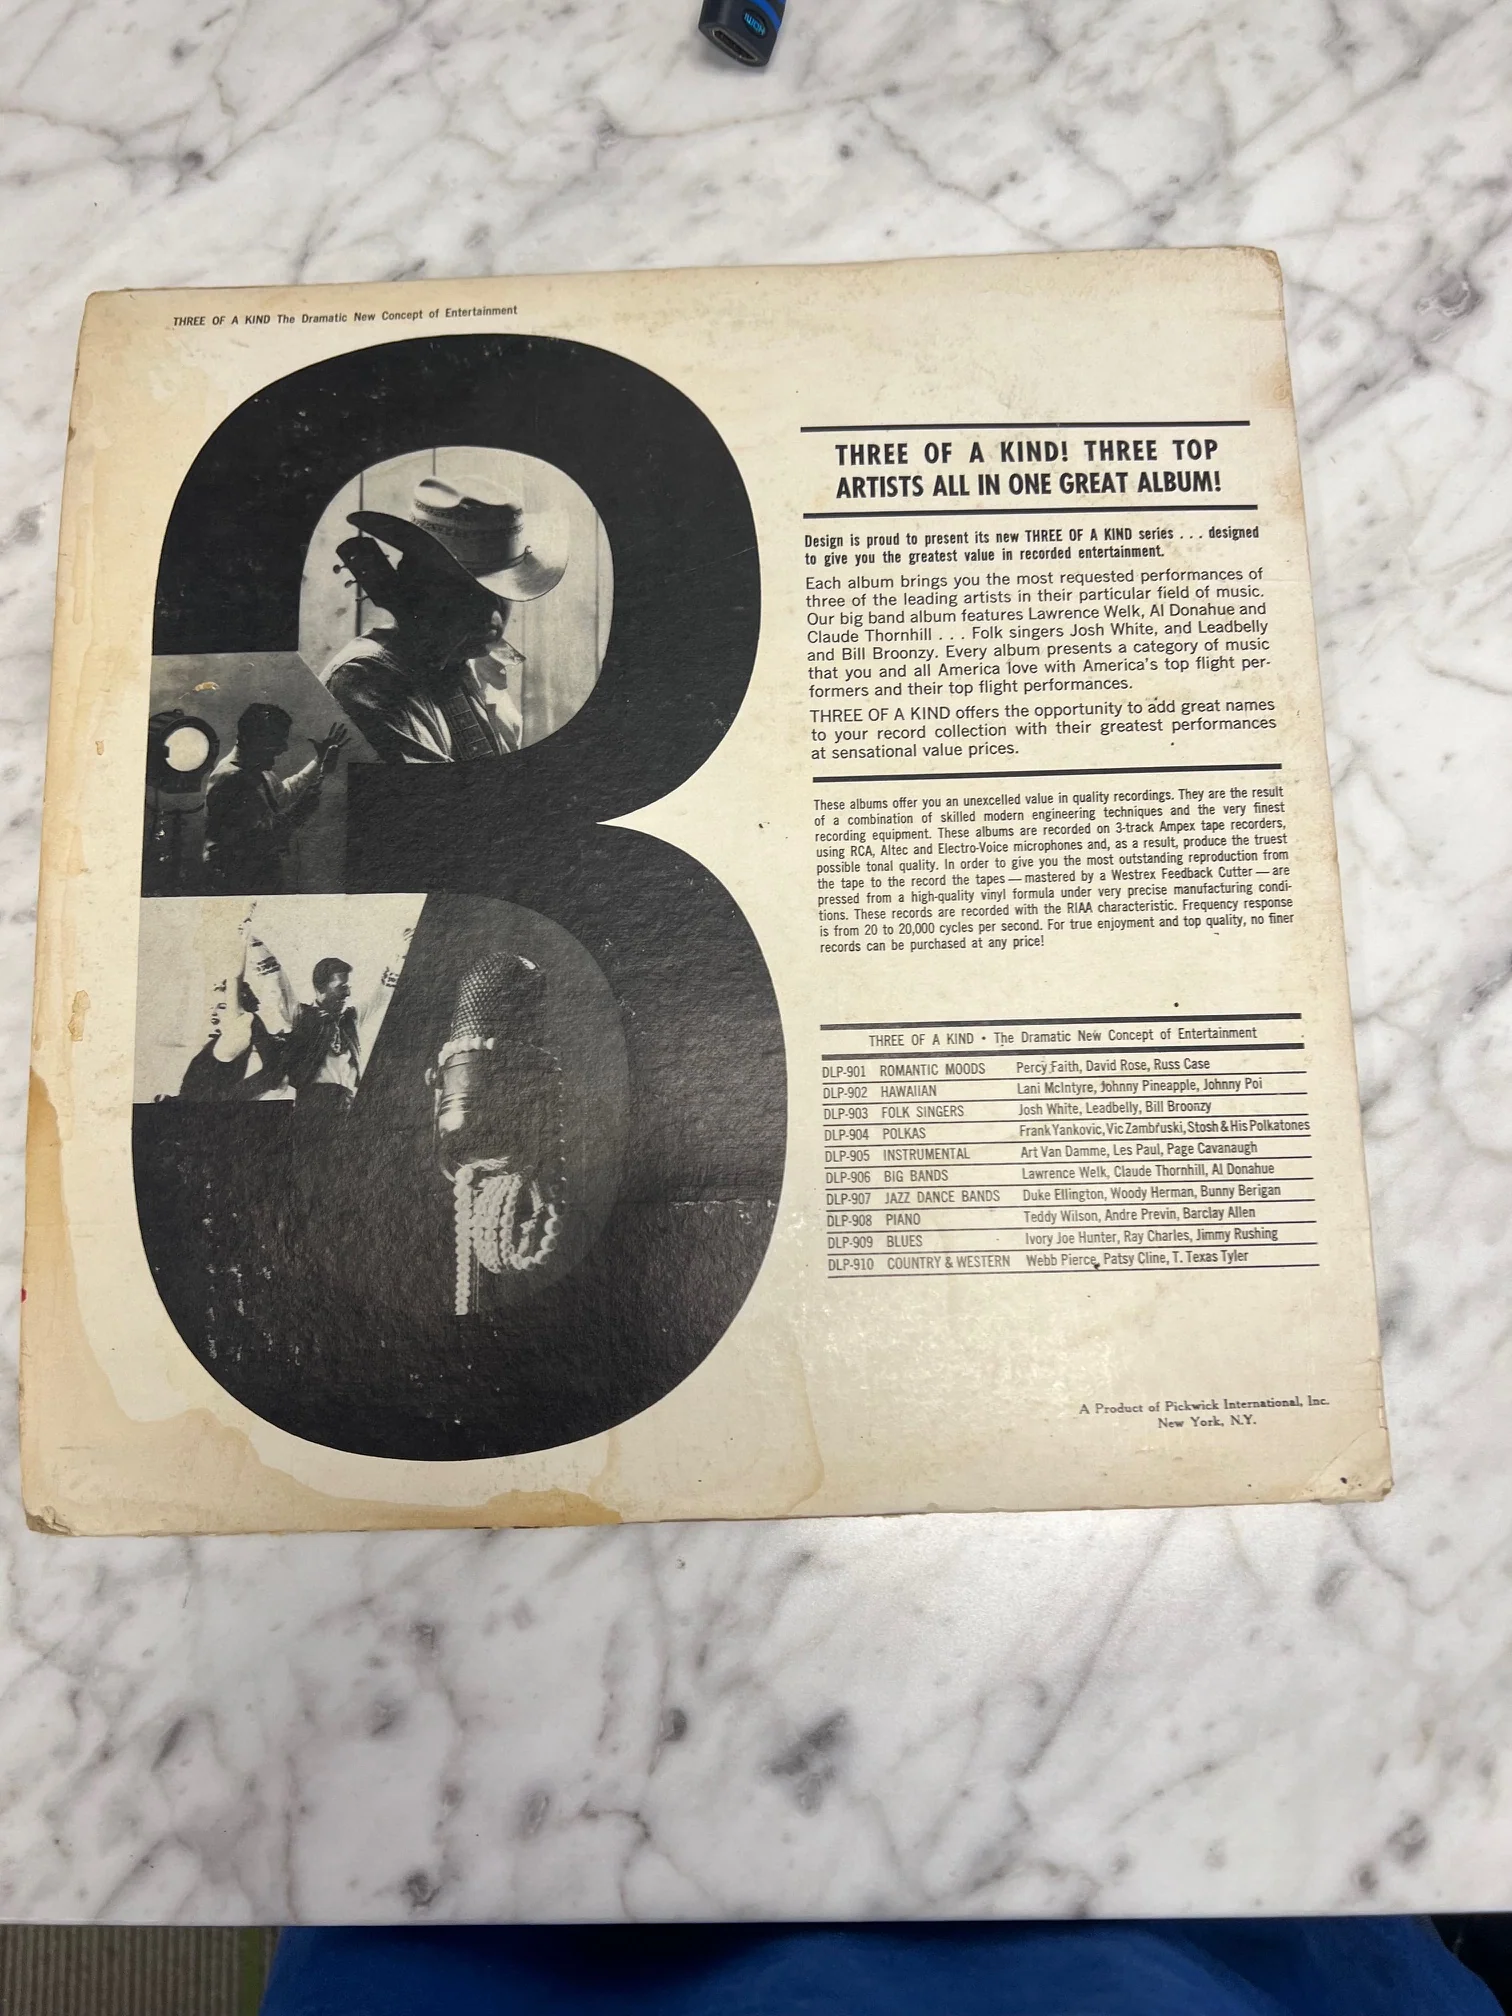 HDMI
THREE OF A KIND The Dramatic New Concept of Entertainment
THREE OF A KIND! THREE TOP
ARTISTS ALL IN ONE GREAT ALBUM!
Design is proud to present its new THREE OF A KIND series . . . designed
to give you the greatest value in recorded entertainment.
Each album brings you the most requested performances of
three of the leading artists in their particular field of music.
Our big band album features Lawrence Welk, Al Donahue and
Claude Thornhill . . . Folk singers Josh White, and Leadbelly
and Bill Broonzy. Every album presents a category of music
that you and all America love with America's top flight per-
formers and their top flight performances.
THREE OF A KIND offers the opportunity to add great names
to your record collection with their greatest performances
at sensational value prices.
These albums offer you an unexcelled value in quality recordings. They are the result
of a combination of skilled modern engineering techniques and the very finest
recording equipment. These albums are recorded on 3-track Ampex tape recorders,
using RCA, Altec and Electro-Voice microphones and, as a result, produce the truest
possible tonal quality. In order to give you the most outstanding reproduction from
the tape to the record the tapes — mastered by a Westrex Feedback Cutter — are
pressed from a high-quality vinyl formula under very precise manufacturing condi-
tions. These records are recorded with the RIAA characteristic. Frequency response
is from 20 to 20,000 cycles per second. For true enjoyment and top quality, no finer
records can be purchased at any price!
THREE OF A KIND • The Dramatic New Concept of Entertainment
DLP-901 ROMANTIC MOODS Percy Faith, David Rose, Russ Case
DLP-902 HAWAIIAN Lani McIntyre, Johnny Pineapple, Johnny Poi
DLP-903 FOLK SINGERS Josh White, Leadbelly, Bill Broonzy
DLP-904 POLKAS Frank Yankovic, Vic Zambruski, Stosh & His Polkatones
DLP-905 INSTRUMENTAL Art Van Damme, Les Paul, Page Cavanaugh
DLP-906 BIG BANDS Lawrence Welk, Claude Thornhill, Al Donahue
DLP-907 JAZZ DANCE BANDS Duke Ellington, Woody Herman, Bunny Berigan
DLP-908 PIANO Teddy Wilson, Andre Previn, Barclay Allen
DLP-909 BLUES Ivory Joe Hunter, Ray Charles, Jimmy Rushing
DLP-910 COUNTRY & WESTERN Webb Pierce, Patsy Cline, T. Texas Tyler
A Product of Pickwick International, Inc.
New York, N.Y.